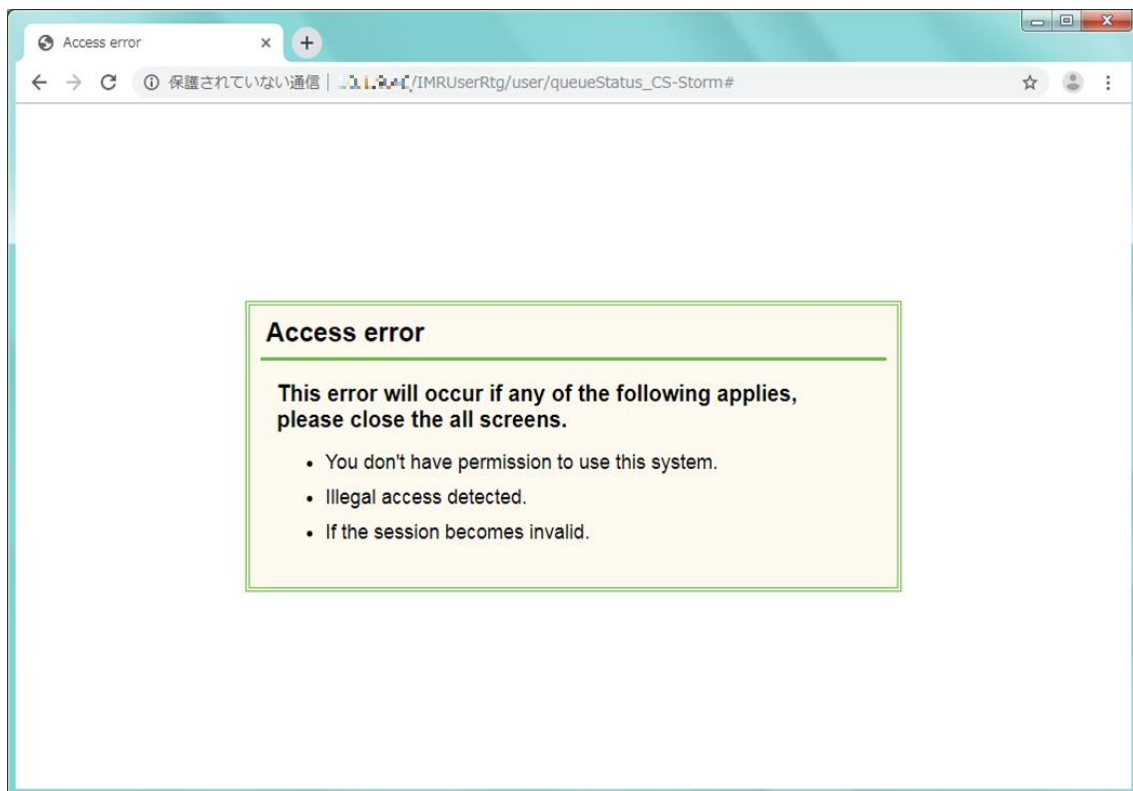 Access error
保護されていない通信 | /IMRUserRtg/user/queueStatus_CS-Storm#
Access error
This error will occur if any of the following applies,
please close the all screens.
• You don't have permission to use this system.
• Illegal access detected.
• If the session becomes invalid.